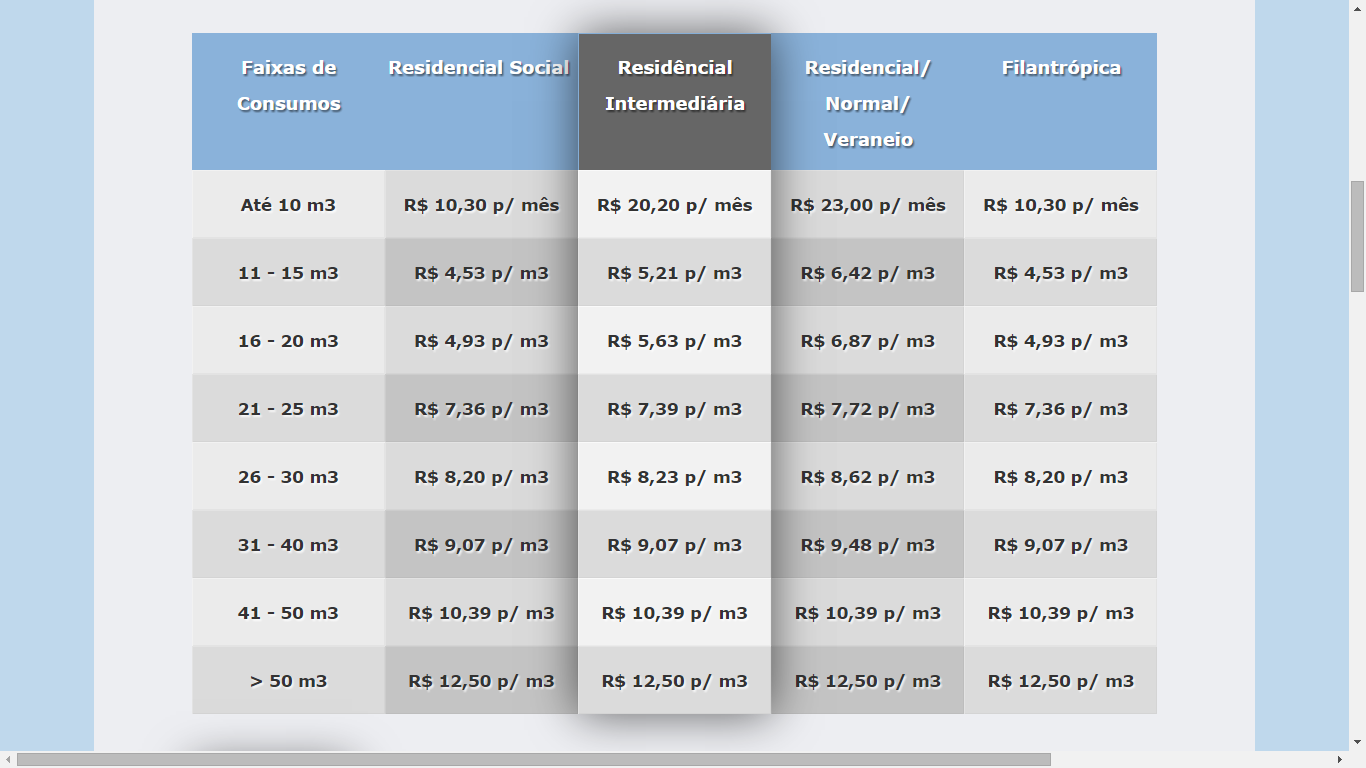 Faixas de Consumos Residencial Social Residência Intermediária Residencial/ Normal/ Veraneio Filantrópica
Até 10 m3 R$ 10,30 p/ mês R$ 20,20 p/ mês R$ 23,00 p/ mês R$ 10,30 p/ mês
11 - 15 m3 R$ 4,53 p/ m3 R$ 5,21 p/ m3 R$ 6,42 p/ m3 R$ 4,53 p/ m3
16 - 20 m3 R$ 4,93 p/ m3 R$ 5,63 p/ m3 R$ 6,87 p/ m3 R$ 4,93 p/ m3
21 - 25 m3 R$ 7,36 p/ m3 R$ 7,39 p/ m3 R$ 7,72 p/ m3 R$ 7,36 p/ m3
26 - 30 m3 R$ 8,20 p/ m3 R$ 8,23 p/ m3 R$ 8,62 p/ m3 R$ 8,20 p/ m3
31 - 40 m3 R$ 9,07 p/ m3 R$ 9,07 p/ m3 R$ 9,48 p/ m3 R$ 9,07 p/ m3
41 - 50 m3 R$ 10,39 p/ m3 R$ 10,39 p/ m3 R$ 10,39 p/ m3 R$ 10,39 p/ m3
> 50 m3 R$ 12,50 p/ m3 R$ 12,50 p/ m3 R$ 12,50 p/ m3 R$ 12,50 p/ m3